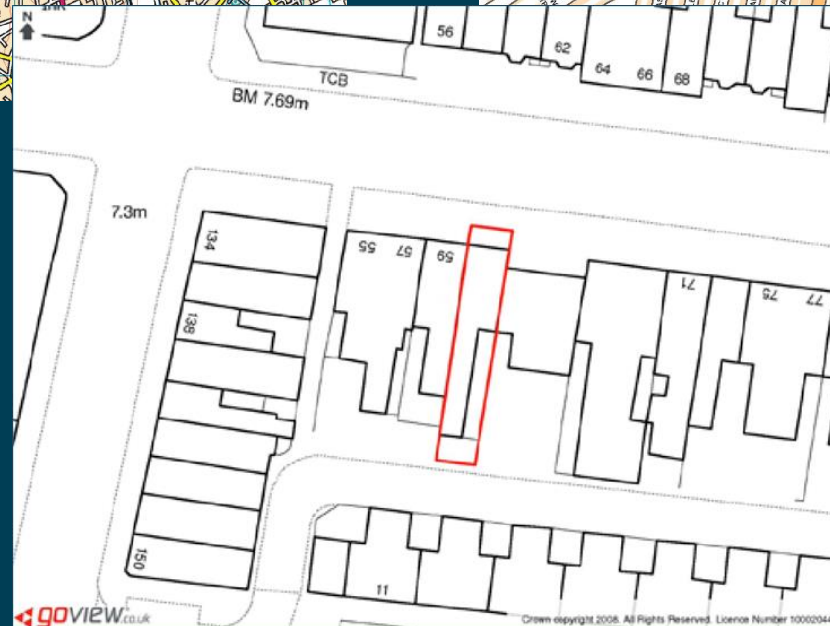 N
56
62
64 66 68
TCB
BM 7.69m
7.3m
134
138
150
55 57 59
71
75 77
11
goview.co.uk
Crown copyright 2008. All Rights Reserved. Licence Number 1000204